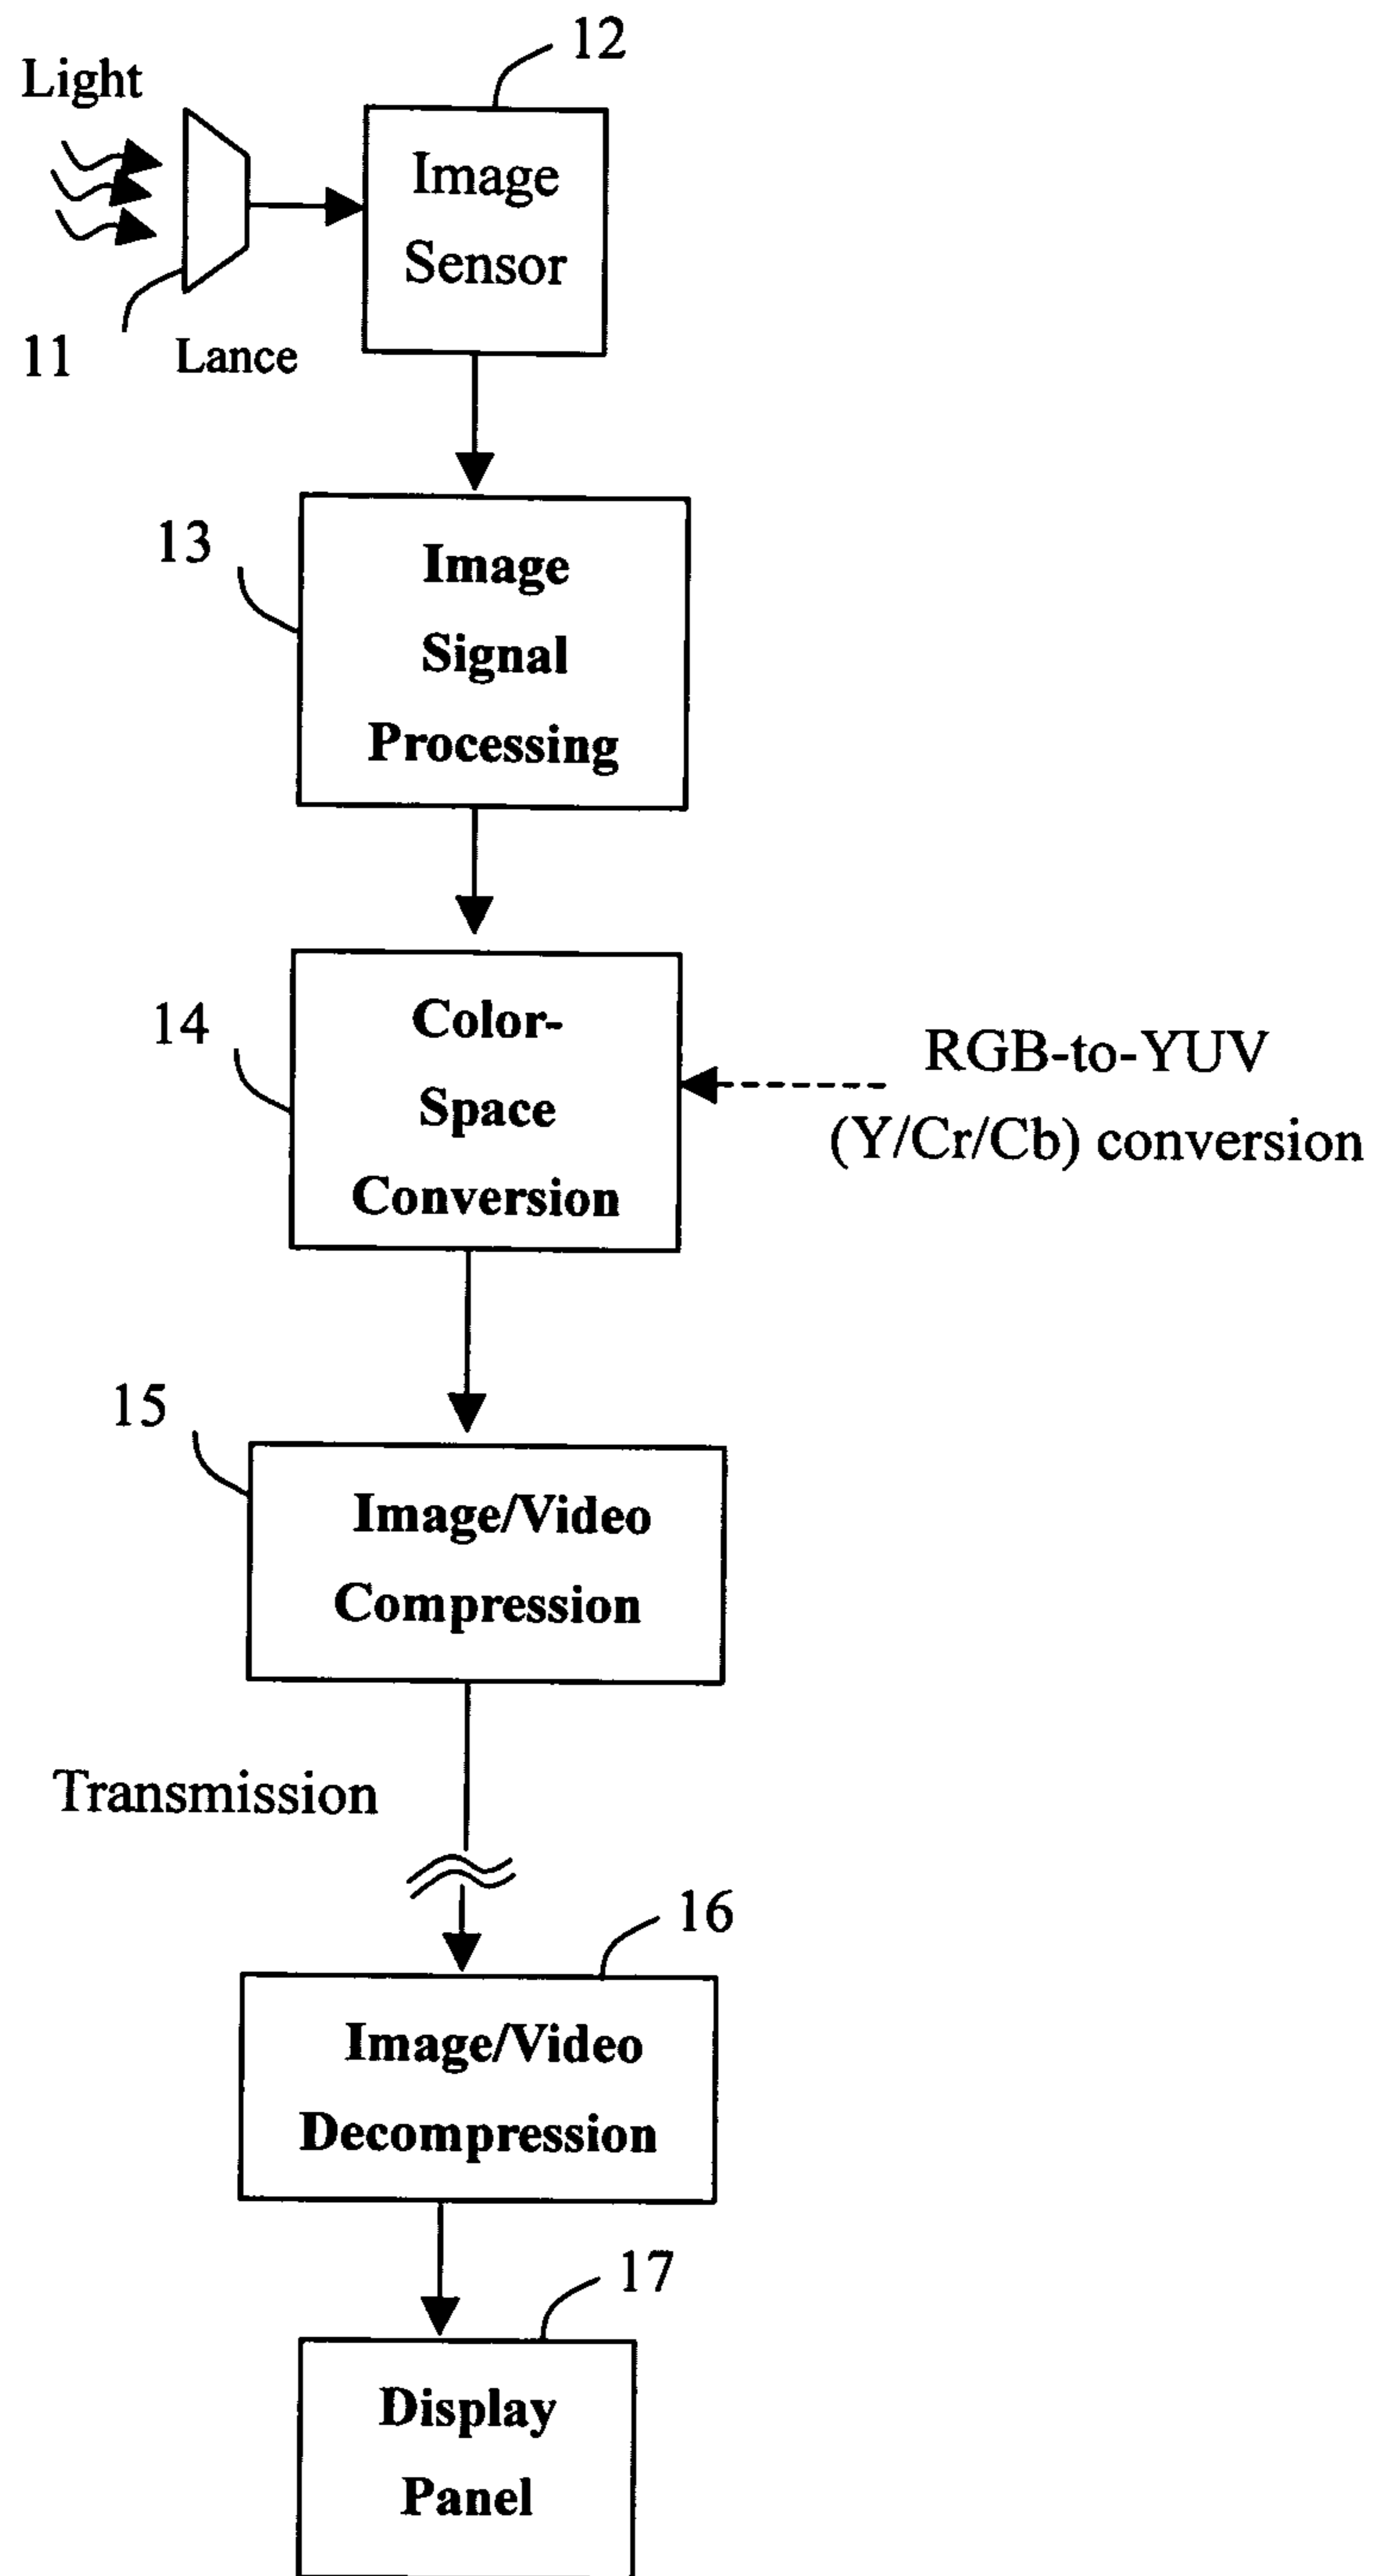 12
Light
Image
Sensor
11
Lance
13
Image
Signal
Processing
14
Color-
Space
Conversion
RGB-to-YUV
(Y/Cr/Cb) conversion
15
Image/Video
Compression
Transmission
16
Image/Video
Decompression
17
Display
Panel